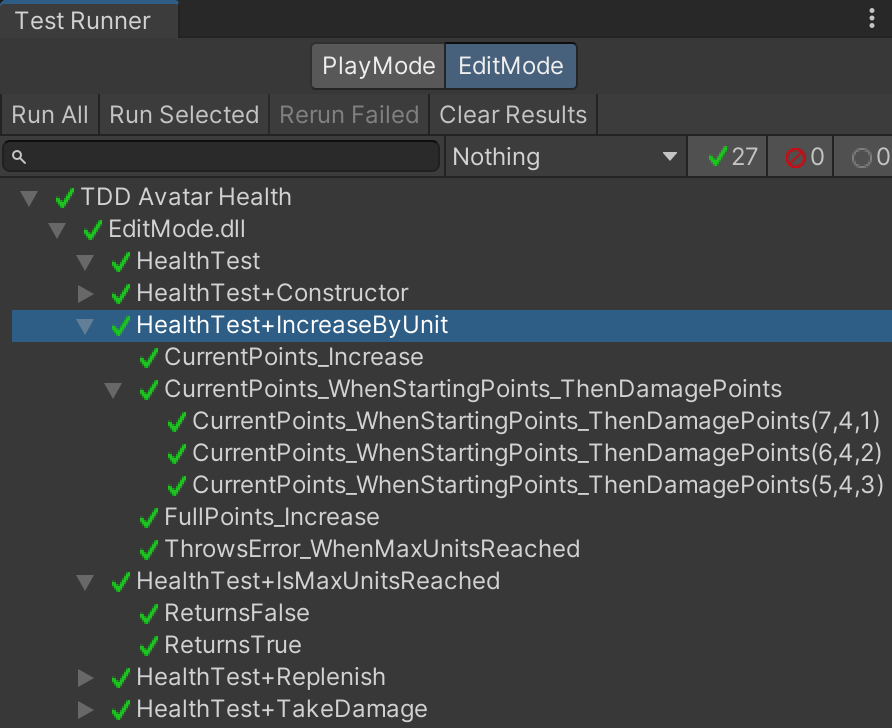 Test Runner
PlayMode EditMode
Run All Run Selected Rerun Failed Clear Results
Nothing 27 0 0
TDD Avatar Health
EditMode.dll
HealthTest
HealthTest+Constructor
HealthTest+IncreaseByUnit
CurrentPoints_Increase
CurrentPoints_WhenStartingPoints_ThenDamagePoints
CurrentPoints_WhenStartingPoints_ThenDamagePoints(7,4,1)
CurrentPoints_WhenStartingPoints_ThenDamagePoints(6,4,2)
CurrentPoints_WhenStartingPoints_ThenDamagePoints(5,4,3)
FullPoints_Increase
ThrowsError_WhenMaxUnitsReached
HealthTest+IsMaxUnitsReached
ReturnsFalse
ReturnsTrue
HealthTest+Replenish
HealthTest+TakeDamage